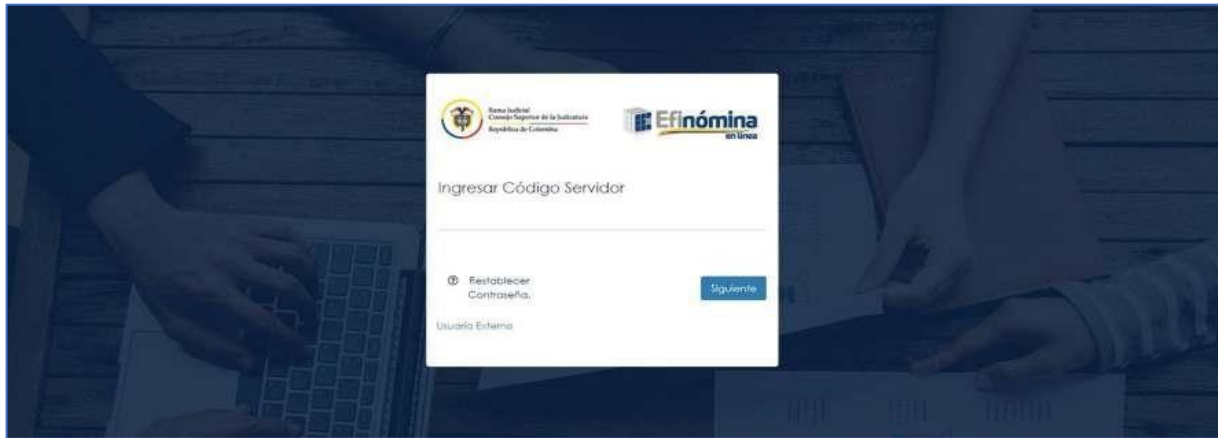 Rama Judicial
Consejo Superior de la Judicatura
República de Colombia
Efinómina
en línea
Ingresar Código Servidor
Restablecer
Contraseña.
Siguiente
Usuario Externo